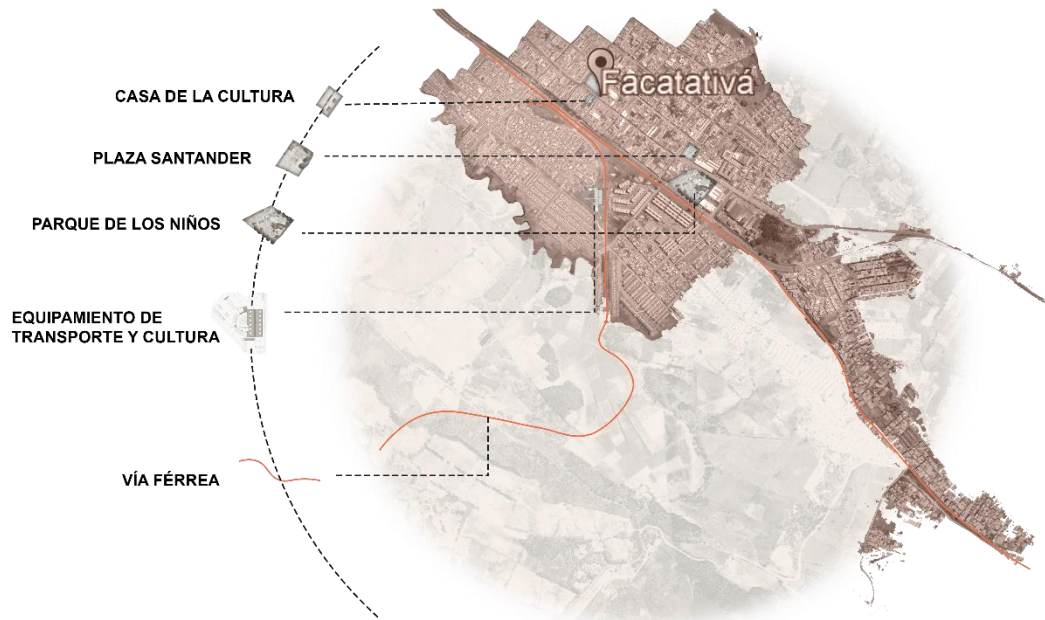 Facatativá
CASA DE LA CULTURA
PLAZA SANTANDER
PARQUE DE LOS NIÑOS
EQUIPAMIENTO DE
TRANSPORTE Y CULTURA
VÍA FÉRREA